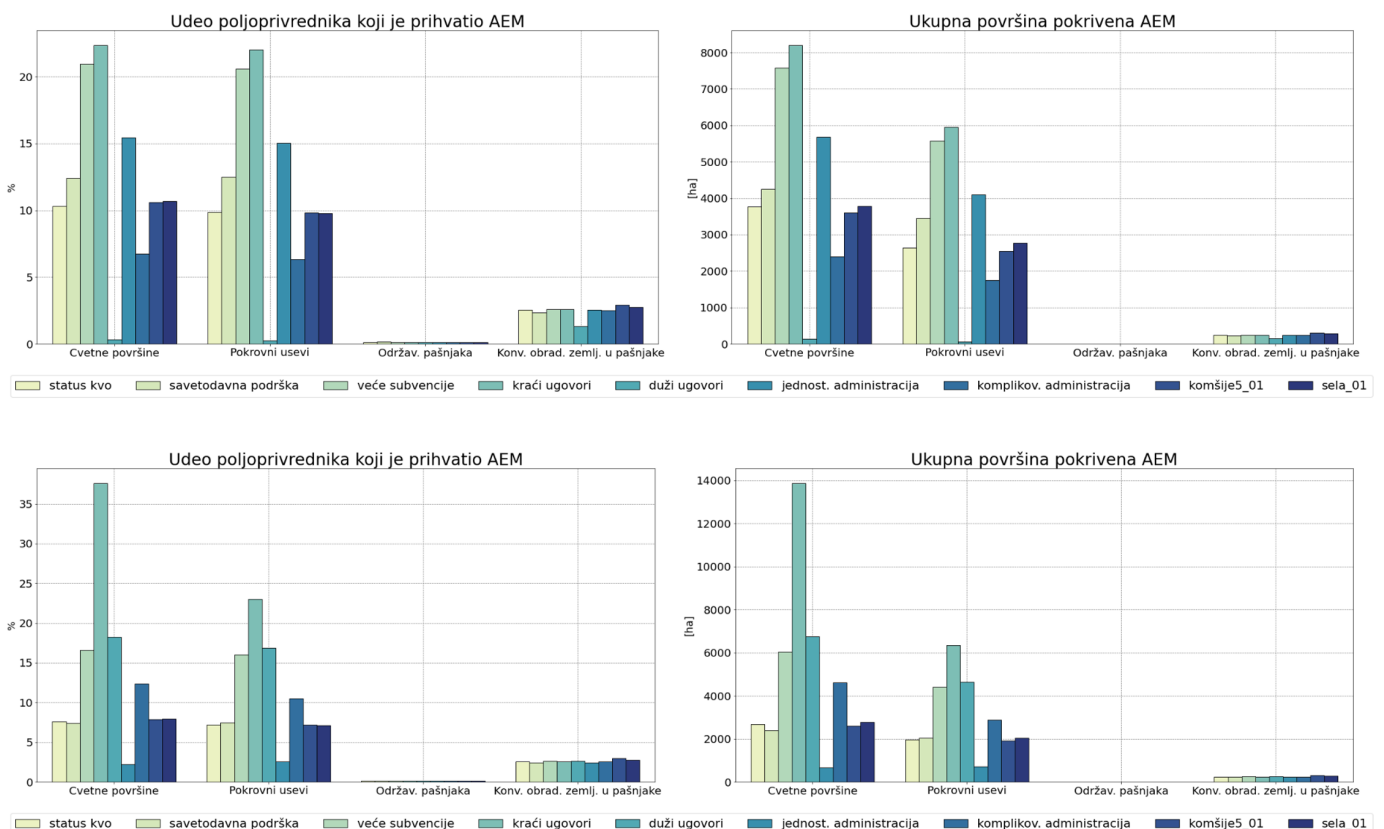 Udeo poljoprivrednika koji je prihvatio AEM
20
15
10
5
0
%
Cvetne površine
Pokrovni usevi
Održav. pašnjaka
Konv. obrad. zemlj. u pašnjake
Ukupna površina pokrivena AEM
8000
7000
6000
5000
4000
3000
2000
1000
0
[ha]
Cvetne površine
Pokrovni usevi
Održav. pašnjaka
Konv. obrad. zemlj. u pašnjake
status kvo savetodavna podrška veće subvencije kraći ugovori duži ugovori jednost. administracija komplikov. administracija komšije5_01 sela_01
Udeo poljoprivrednika koji je prihvatio AEM
35
30
25
20
15
10
5
0
%
Cvetne površine
Pokrovni usevi
Održav. pašnjaka
Konv. obrad. zemlj. u pašnjake
Ukupna površina pokrivena AEM
14000
12000
10000
8000
6000
4000
2000
0
[ha]
Cvetne površine
Pokrovni usevi
Održav. pašnjaka
Konv. obrad. zemlj. u pašnjake
status kvo savetodavna podrška veće subvencije kraći ugovori duži ugovori jednost. administracija komplikov. administracija komšije5_01 sela_01